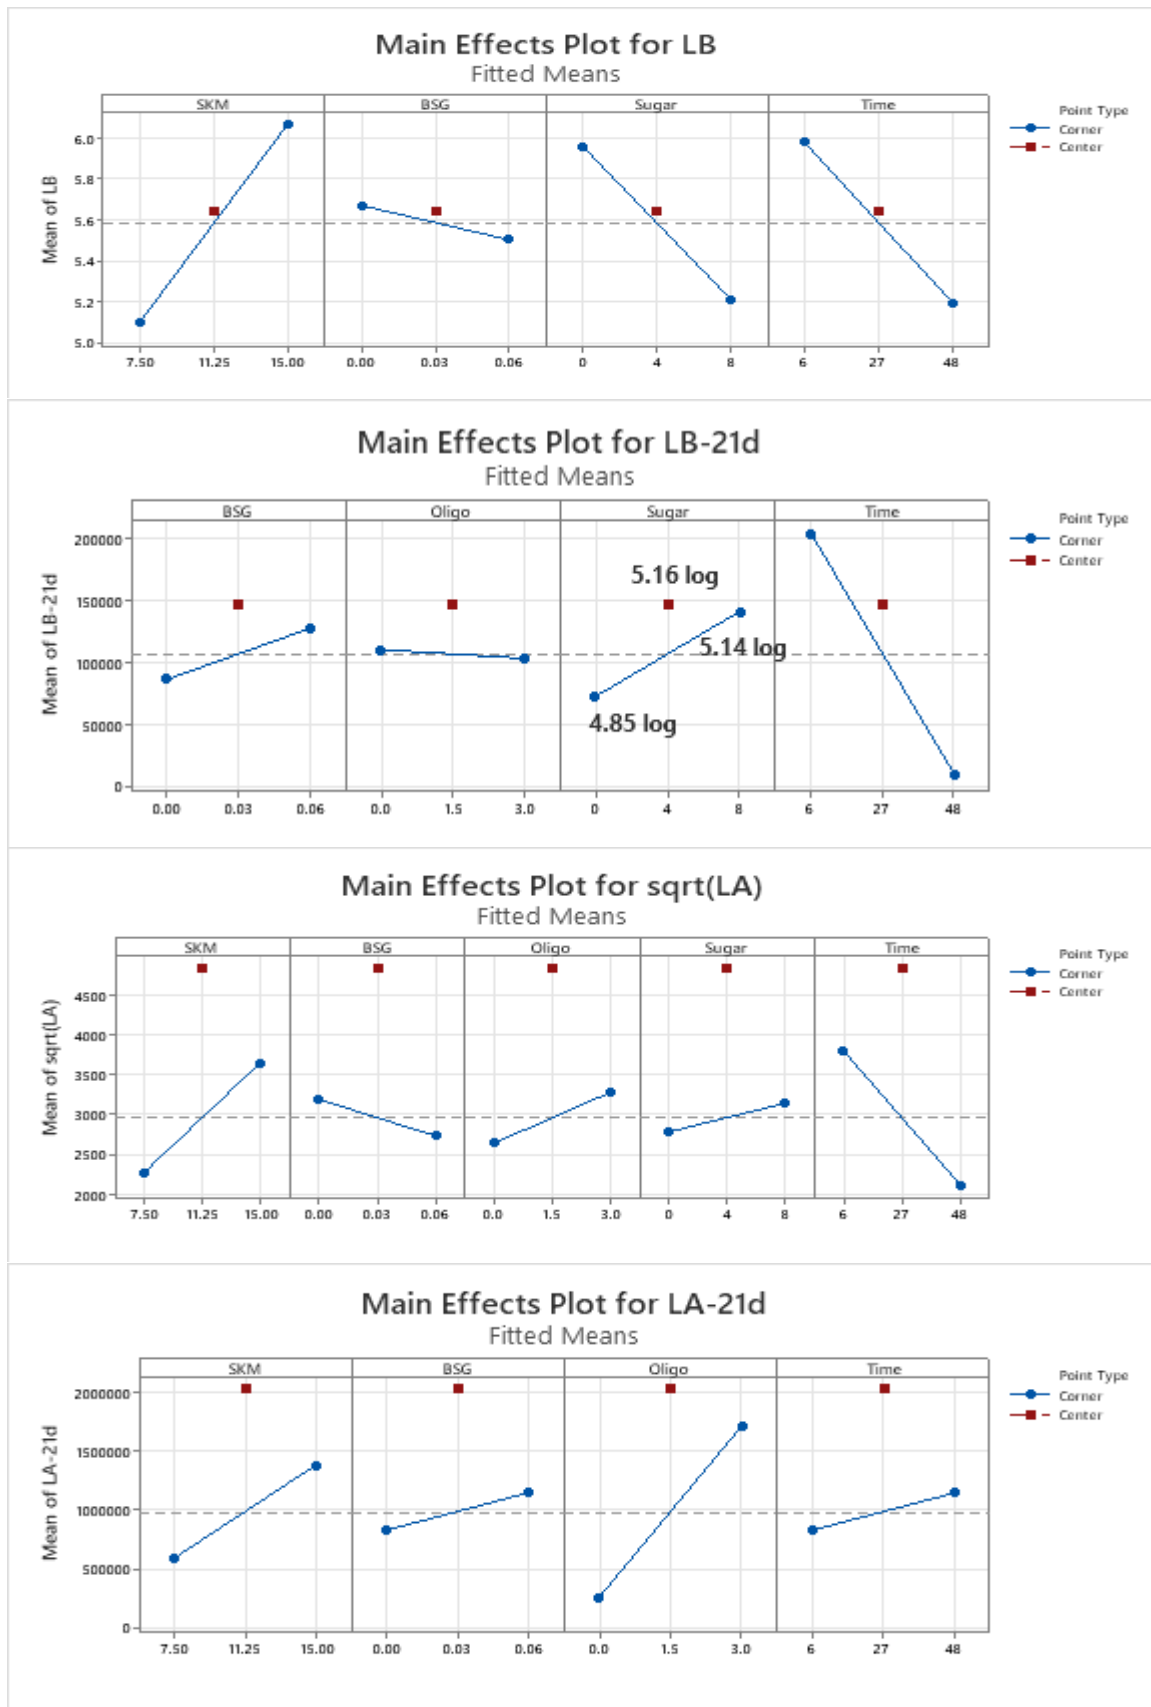 Main Effects Plot for LB
Fitted Means
SKM BSG Sugar Time
Point Type
Corner
Center
Mean of LB
6.0
5.8
5.6
5.4
5.2
5.0
7.50 11.25 15.00 0.00 0.03 0.06 0 4 8 6 27 48
Main Effects Plot for LB-21d
Fitted Means
BSG Oligo Sugar Time
Point Type
Corner
Center
Mean of LB-21d
200000
150000
100000
50000
0
5.16 log
5.14 log
4.85 log
0.00 0.03 0.06 0.0 1.5 3.0 0 4 8 6 27 48
Main Effects Plot for sqrt(LA)
Fitted Means
SKM BSG Oligo Sugar Time
Point Type
Corner
Center
Mean of sqrt(LA)
4500
4000
3500
3000
2500
2000
7.50 11.25 15.00 0.00 0.03 0.06 0.0 1.5 3.0 0 4 8 6 27 48
Main Effects Plot for LA-21d
Fitted Means
SKM BSG Oligo Time
Point Type
Corner
Center
Mean of LA-21d
2000000
1500000
1000000
500000
0
7.50 11.25 15.00 0.00 0.03 0.06 0.0 1.5 3.0 6 27 48